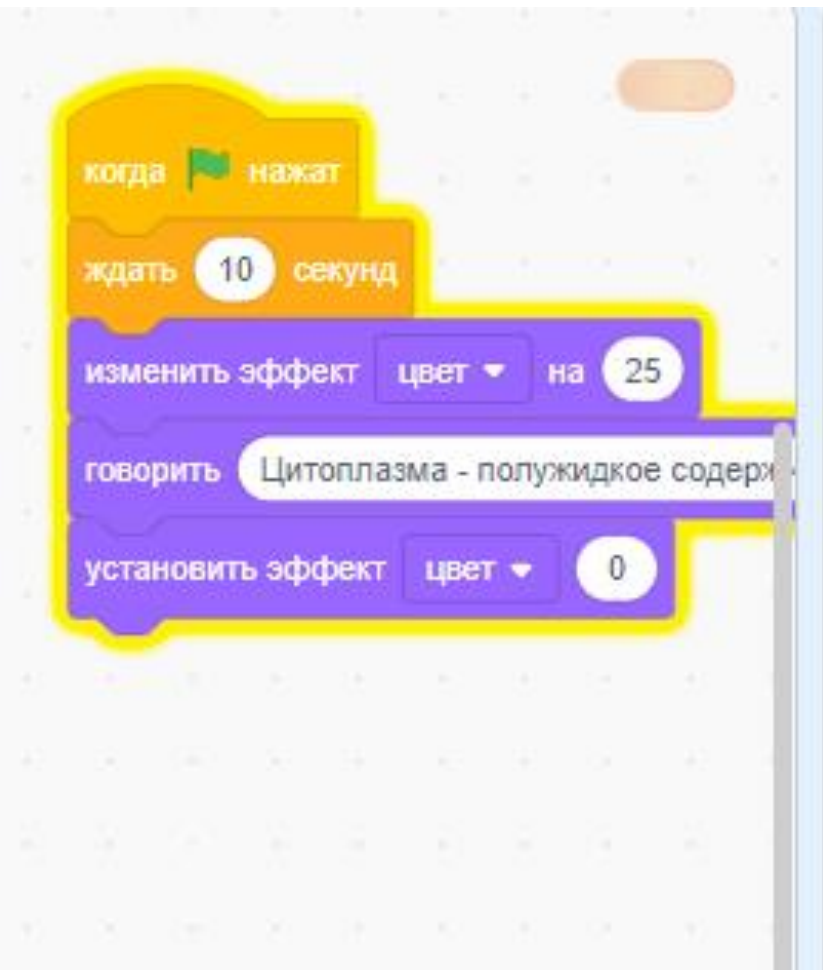 когда нажат
ждать 10 секунд
изменить эффект цвет на 25
говорить Цитоплазма - полужидкое содерж
установить эффект цвет 0